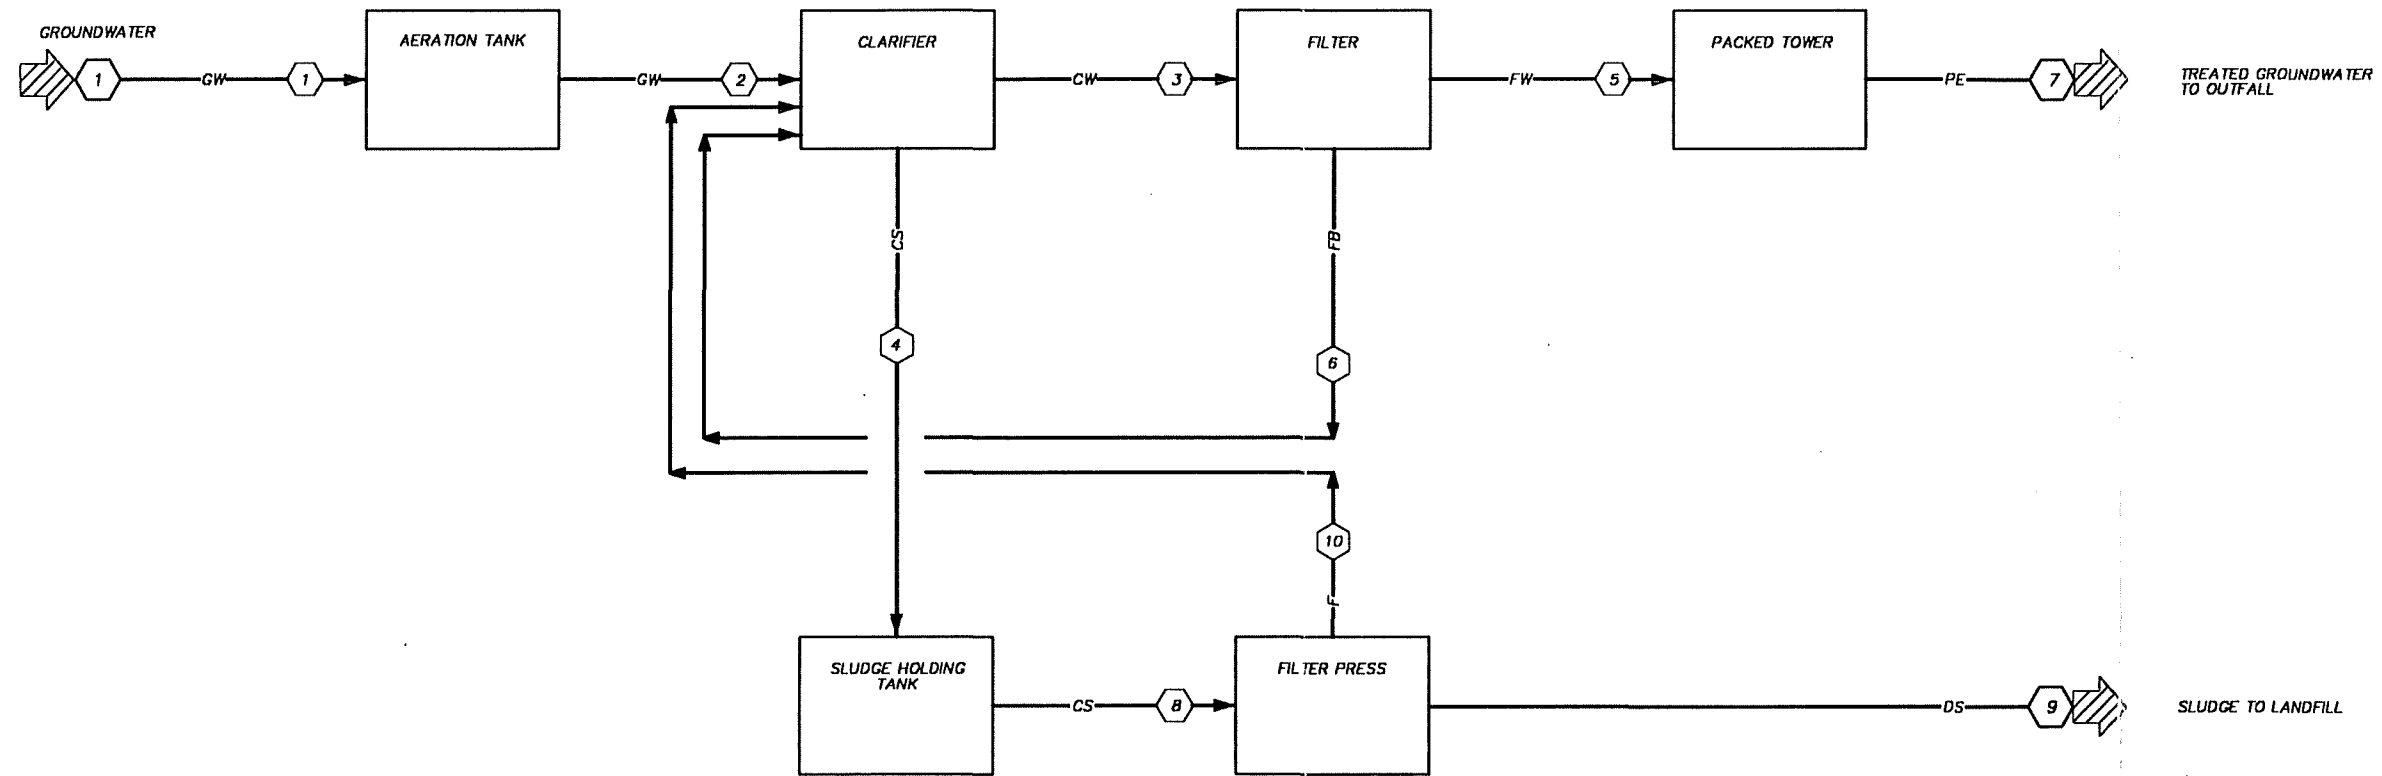 GROUNDWATER
1
GW
1
AERATION TANK
GW
2
CLARIFIER
CW
3
FILTER
FW
5
PACKED TOWER
PE
7
TREATED GROUNDWATER
TO OUTFALL
CS
4
FB
6
10
F
SLUDGE HOLDING
TANK
CS
8
FILTER PRESS
DS
9
SLUDGE TO LANDFILL